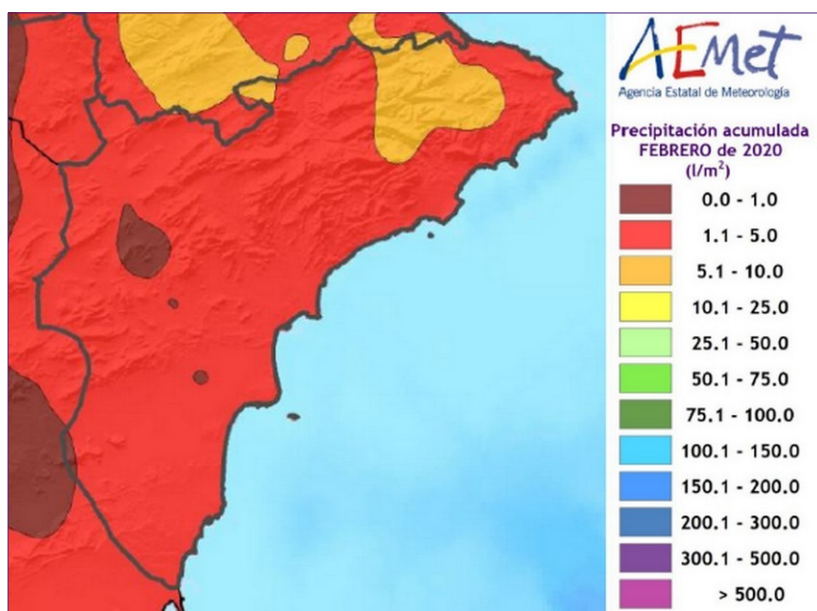 AEMet
Agencia Estatal de Meteorología
Precipitación acumulada
FEBRERO de 2020
(l/m²)
0.0 - 1.0
1.1 - 5.0
5.1 - 10.0
10.1 - 25.0
25.1 - 50.0
50.1 - 75.0
75.1 - 100.0
100.1 - 150.0
150.1 - 200.0
200.1 - 300.0
300.1 - 500.0
> 500.0